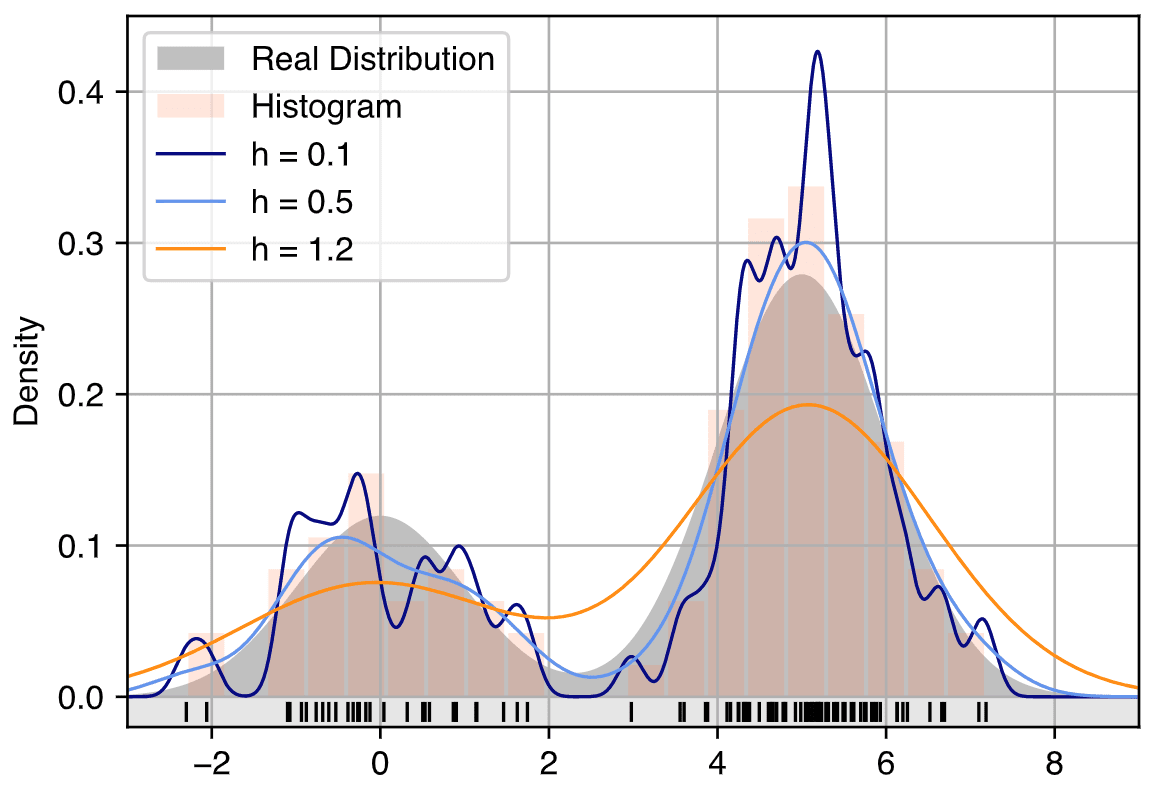 Real Distribution
Histogram
h = 0.1
h = 0.5
h = 1.2
Density
0.4
0.3
0.2
0.1
0.0
−2 0 2 4 6 8